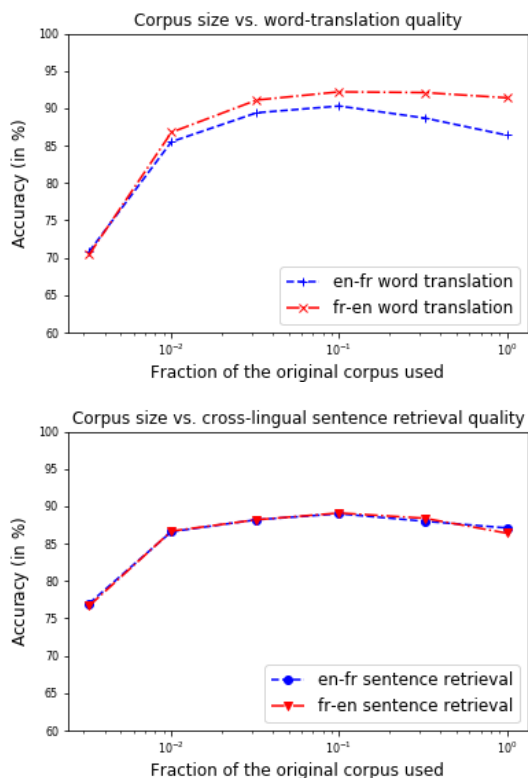 Corpus size vs. word-translation quality
100
95
90
85
80
75
70
65
60
Accuracy (in %)
en-fr word translation
fr-en word translation
10⁻²
10⁻¹
10⁰
Fraction of the original corpus used
Corpus size vs. cross-lingual sentence retrieval quality
100
95
90
85
80
75
70
65
60
Accuracy (in %)
en-fr sentence retrieval
fr-en sentence retrieval
10⁻²
10⁻¹
10⁰
Fraction of the original corpus used